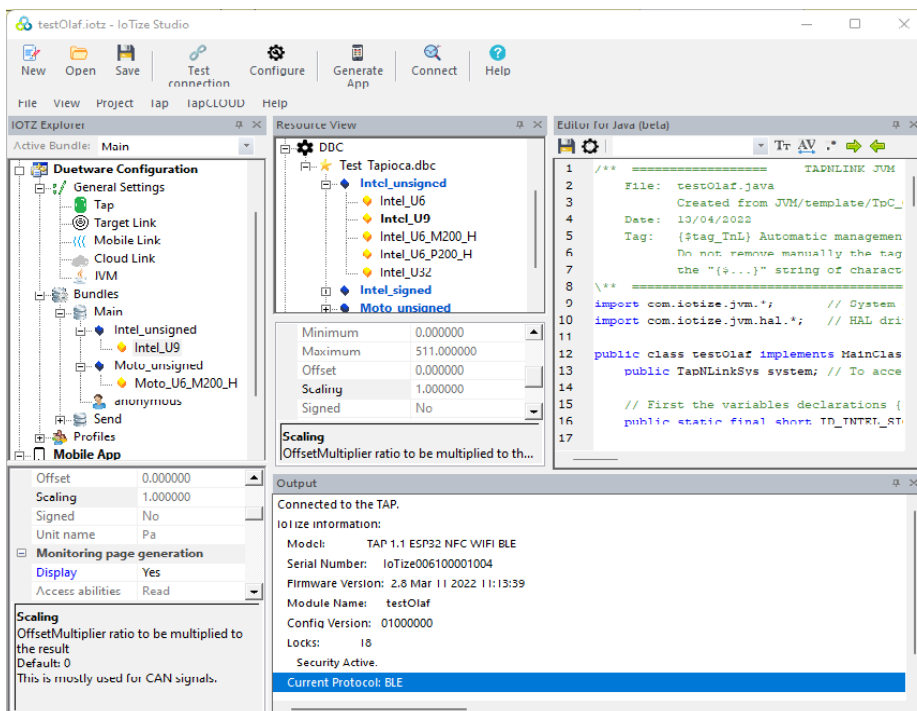 testOlaf.iotz - IoTize Studio
New Open Save Test connection Configure Generate App Connect Help
File View Project Tap TapCLOUD Help
IOTZ Explorer
Active Bundle: Main
Duetware Configuration
General Settings
Tap
Target Link
Mobile Link
Cloud Link
JVM
Bundles
Main
Intel_unsigned
Intel_U9
Moto_unsigned
Moto_U6_M200_H
anonymous
Send
Profiles
Mobile App
Offset 0.000000
Scaling 1.000000
Signed No
Unit name Pa
Monitoring page generation
Display Yes
Access abilities Read
Scaling
OffsetMultiplier ratio to be multiplied to
the result
Default: 0
This is mostly used for CAN signals.
Resource View
DBC
Test Tapioca.dbc
Intel_unsigned
Intel_U6
Intel_U9
Intel_U6_M200_H
Intel_U6_P200_H
Intel_U32
Intel_signed
Moto_unsigned
Minimum 0.000000
Maximum 511.000000
Offset 0.000000
Scaling 1.000000
Signed No
Scaling
OffsetMultiplier ratio to be multiplied to th...
Editor for Java (beta)
Tr AV .*
1 /** =================== TAPNLINK JVM
2 File: testOlaf.java
3 Created from JVM/template/TpC_
4 Date: 13/04/2022
5 Tag: {$tag_TnL} Automatic managemen
6 Do not remove manually the tag
7 the "{$...}" string of charact
8 \** ======================================
9 import com.iotize.jvm.*; // System
10 import com.iotize.jvm.hal.*; // HAL dri
11
12 public class testOlaf implements MainClas
13 public TapNLinkSys system; // To acce
14
15 // First the variables declarations {
16 public static final short ID_INTEL_SI
17
Output
Connected to the TAP.
IoTize information:
Model: TAP 1.1 ESP32 NFC WIFI BLE
Serial Number: IoTize006100001004
Firmware Version: 2.8 Mar 11 2022 11:13:39
Module Name: testOlaf
Config Version: 01000000
Locks: 18
Security Active.
Current Protocol: BLE